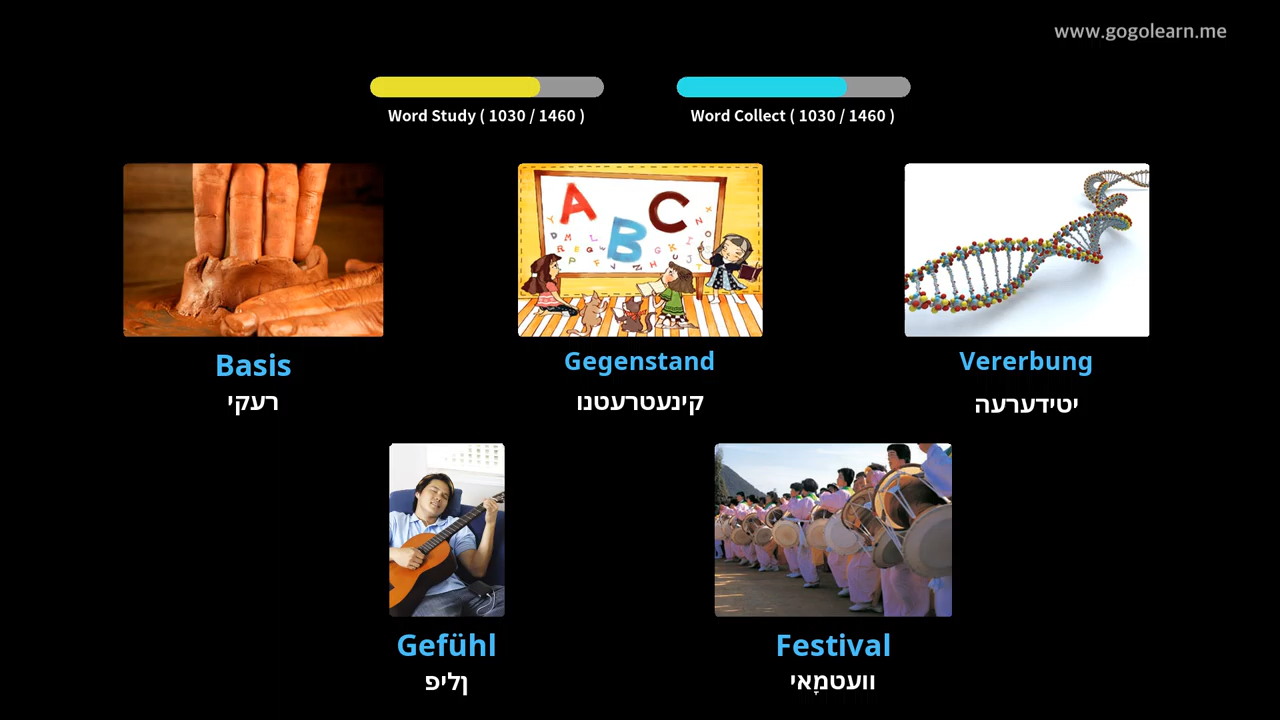 www.gogolearn.me
Word Study ( 1030 / 1460 )
Word Collect ( 1030 / 1460 )
Basis
רעקי
Gegenstand
קינעטרעטנו
Vererbung
יטידערעה
Gefühl
ןליפ
Festival
וועטמָאי